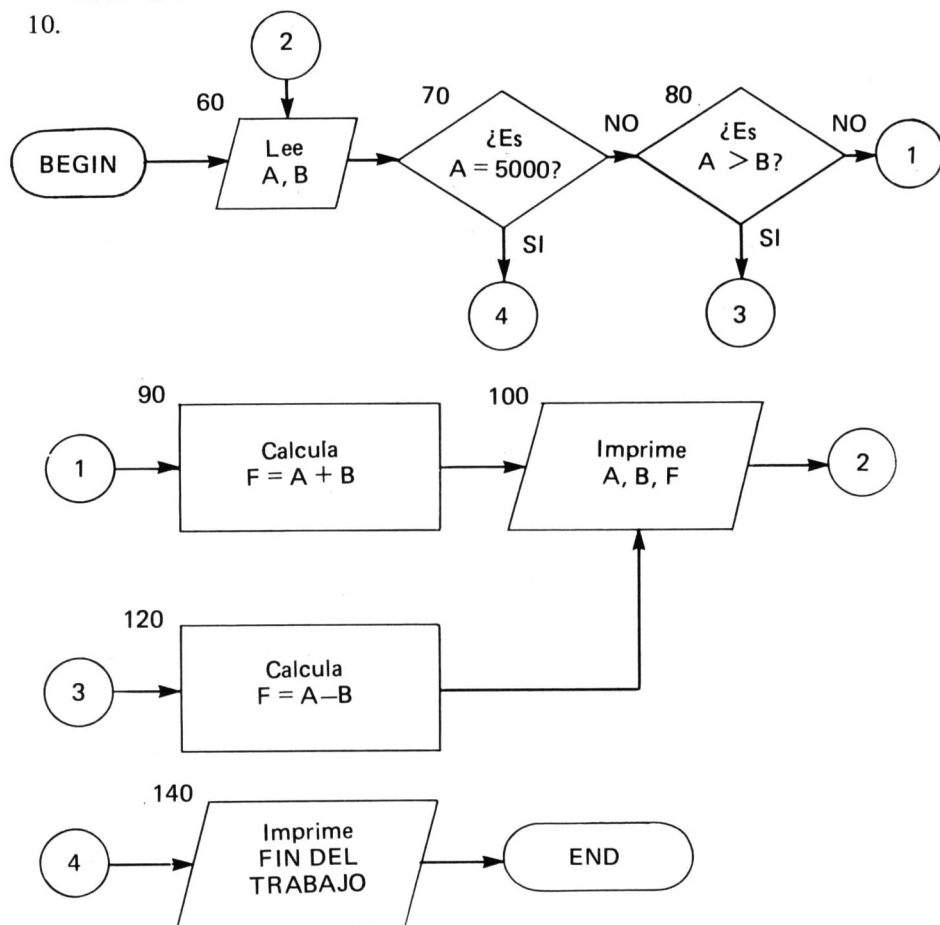 10.
2
60
70
80
BEGIN
Lee
A, B
¿Es
A = 5000?
NO
¿Es
A > B?
NO
1
SI
SI
4
3
90
100
1
Calcula
F = A + B
Imprime
A, B, F
2
120
3
Calcula
F = A–B
140
4
Imprime
FIN DEL
TRABAJO
END